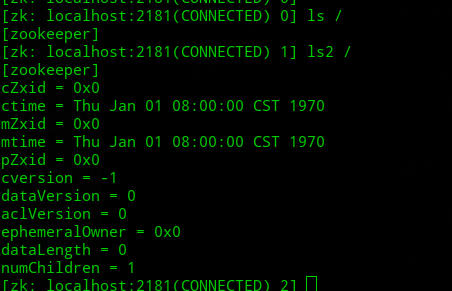 [zk: localhost:2181(CONNECTED) 0]
[zk: localhost:2181(CONNECTED) 0] ls /
[zookeeper]
[zk: localhost:2181(CONNECTED) 1] ls2 /
[zookeeper]
cZxid = 0x0
ctime = Thu Jan 01 08:00:00 CST 1970
mZxid = 0x0
mtime = Thu Jan 01 08:00:00 CST 1970
pZxid = 0x0
cversion = -1
dataVersion = 0
aclVersion = 0
ephemeralOwner = 0x0
dataLength = 0
numChildren = 1
[zk: localhost:2181(CONNECTED) 2]